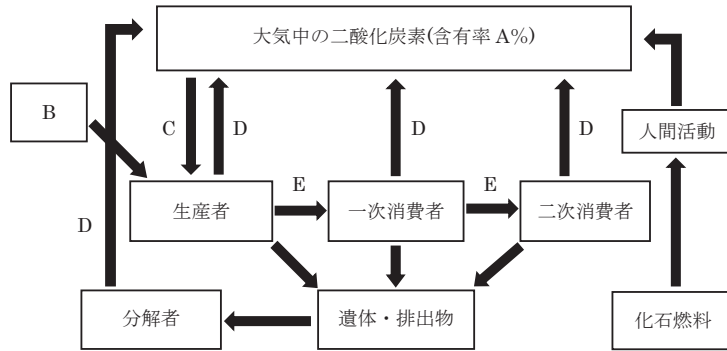 大気中の二酸化炭素(含有率 A%)
B
C
D
D
D
人間活動
生産者
E
一次消費者
E
二次消費者
D
分解者
遺体・排出物
化石燃料